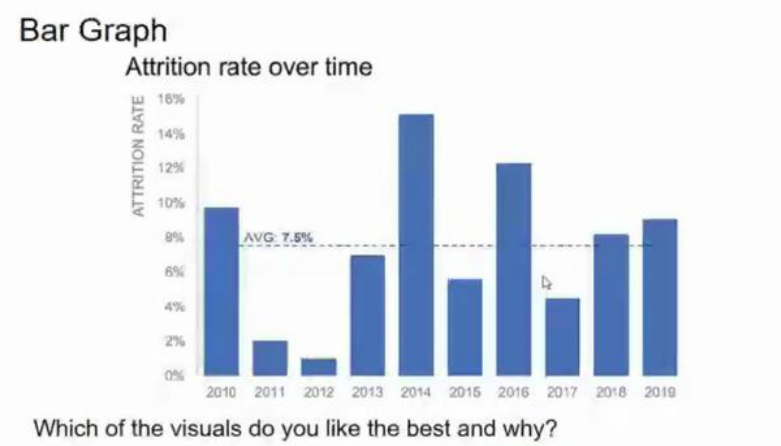 Bar Graph
Attrition rate over time
ATTRITION RATE
16%
14%
12%
10%
8%
6%
4%
2%
0%
AVG: 7.5%
2010 2011 2012 2013 2014 2015 2016 2017 2018 2019
Which of the visuals do you like the best and why?